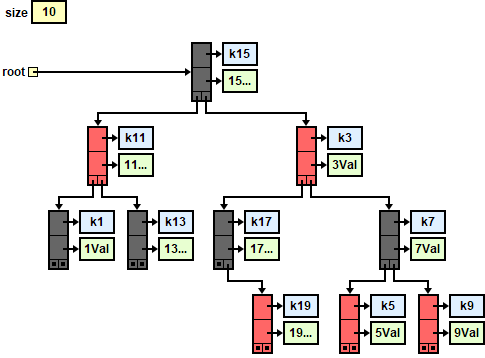 size 10
k15
root
15...
k11
k3
11...
3Val
k1
k13
k17
k7
1Val
13...
17...
7Val
k19
k5
k9
19...
5Val
9Val